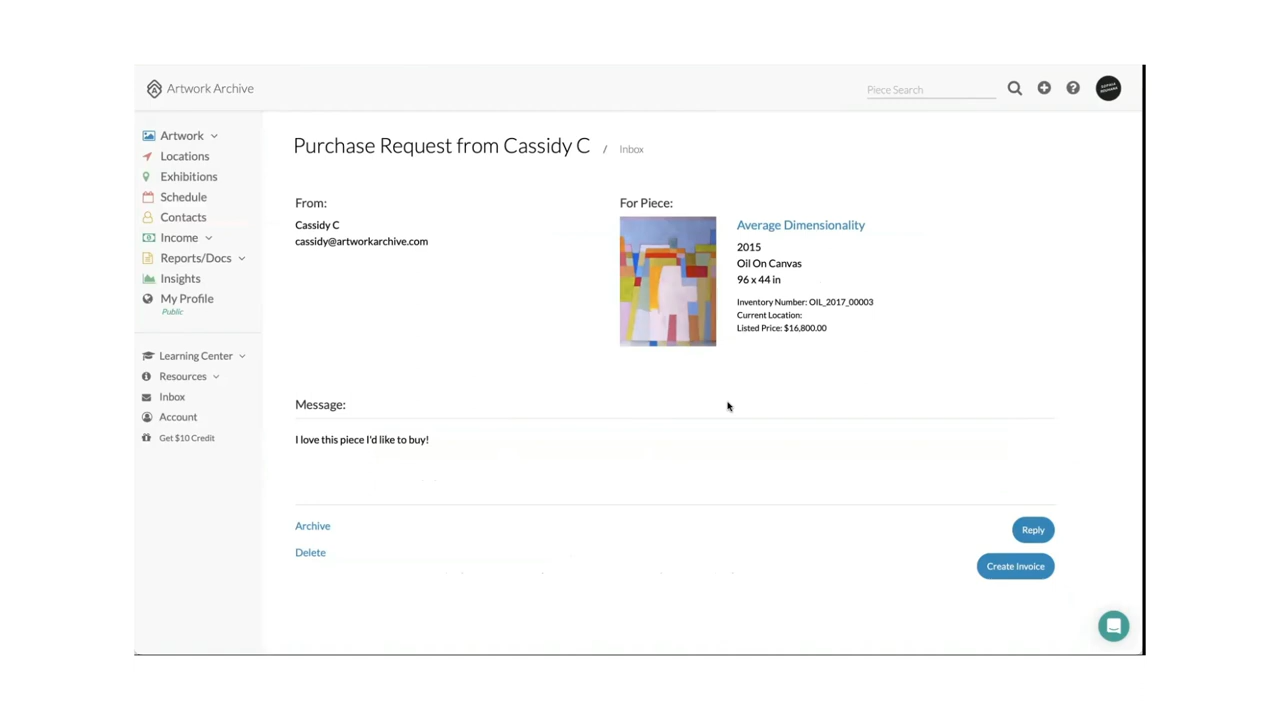 Artwork Archive
Piece Search
Artwork
Locations
Exhibitions
Schedule
Contacts
Income
Reports/Docs
Insights
My Profile
Public
Learning Center
Resources
Inbox
Account
Get $10 Credit
Purchase Request from Cassidy C / Inbox
From:
Cassidy C
cassidy@artworkarchive.com
For Piece:
Average Dimensionality
2015
Oil On Canvas
96 x 44 in
Inventory Number: OIL_2017_00003
Current Location:
Listed Price: $16,800.00
Message:
I love this piece I'd like to buy!
Archive
Delete
Reply
Create Invoice